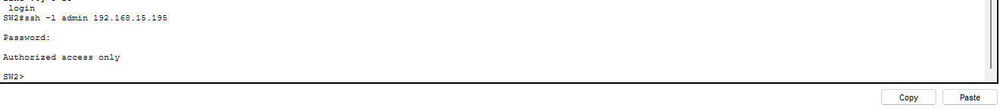 login
SW2#ssh -l admin 192.168.15.195
Password:
Authorized access only
SW2>
Copy Paste